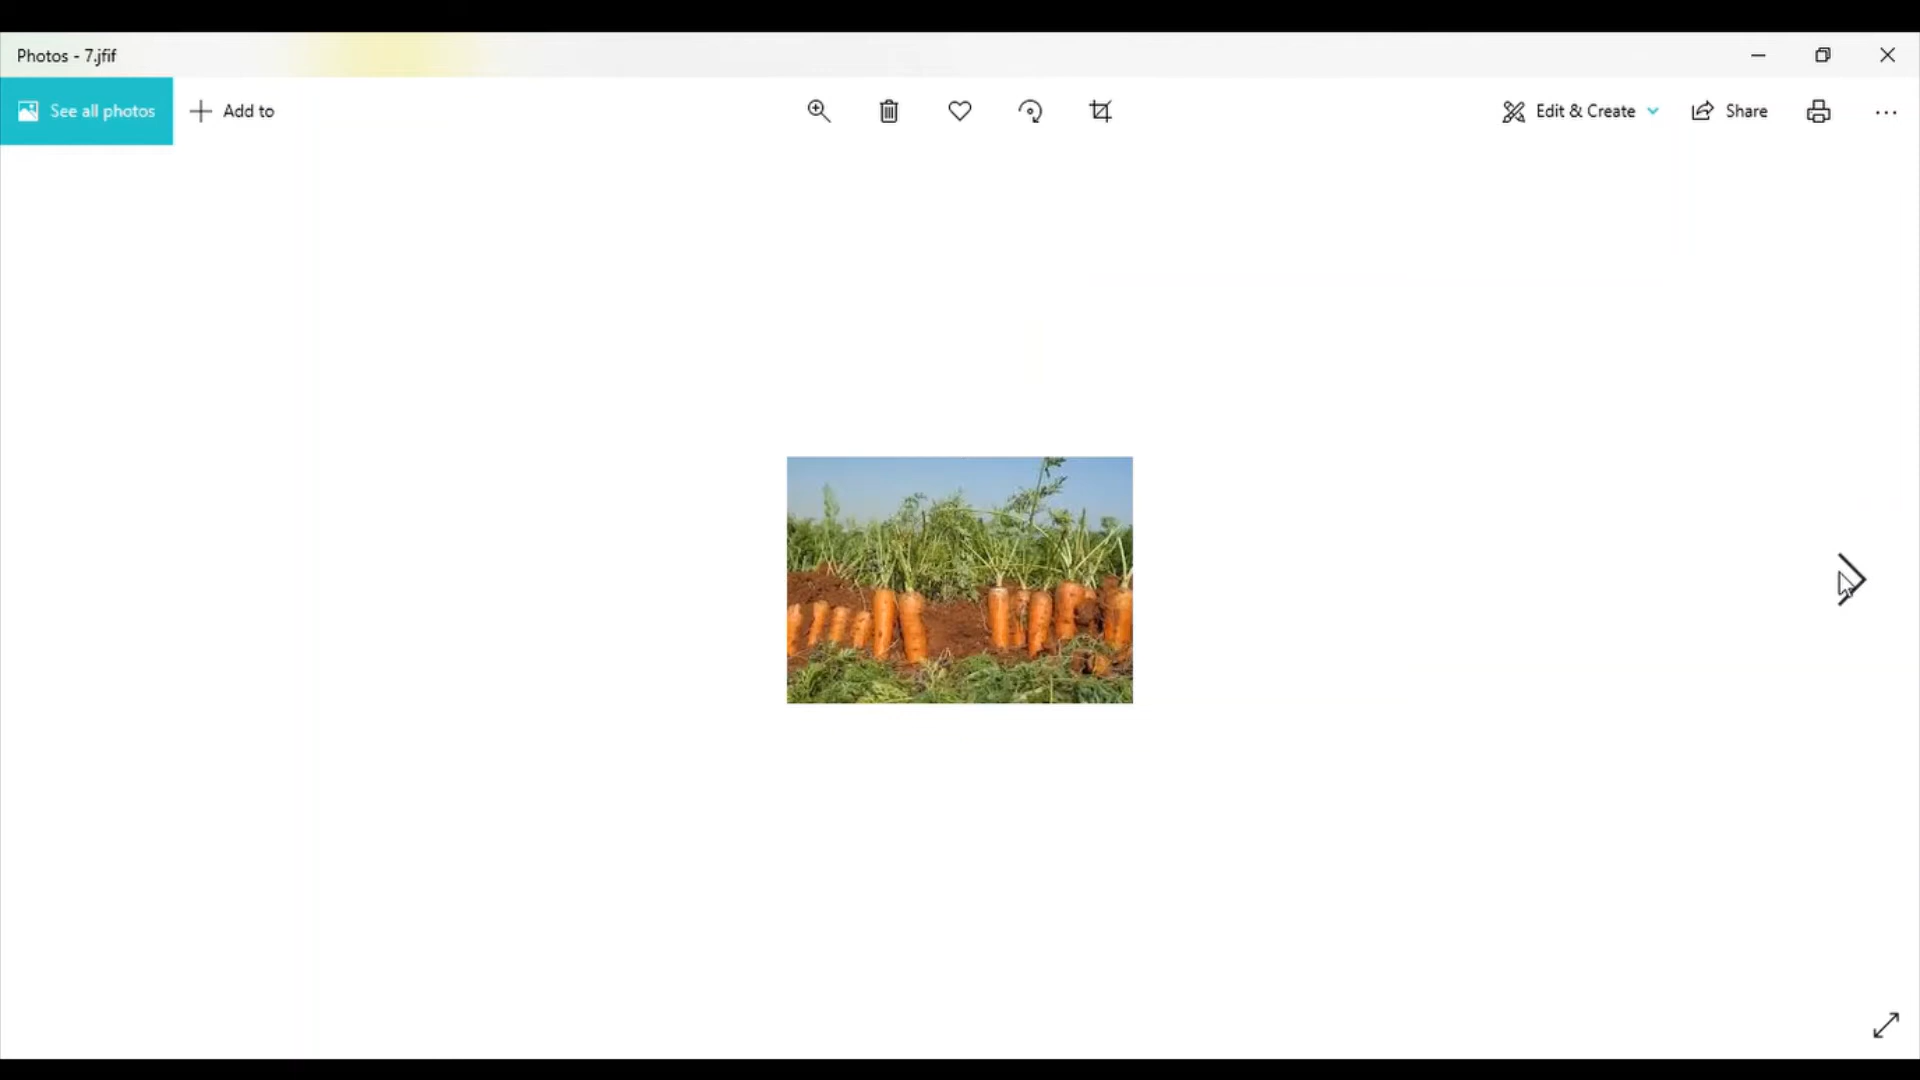 Photos - 7.jfif
See all photos
Add to
Edit & Create
Share